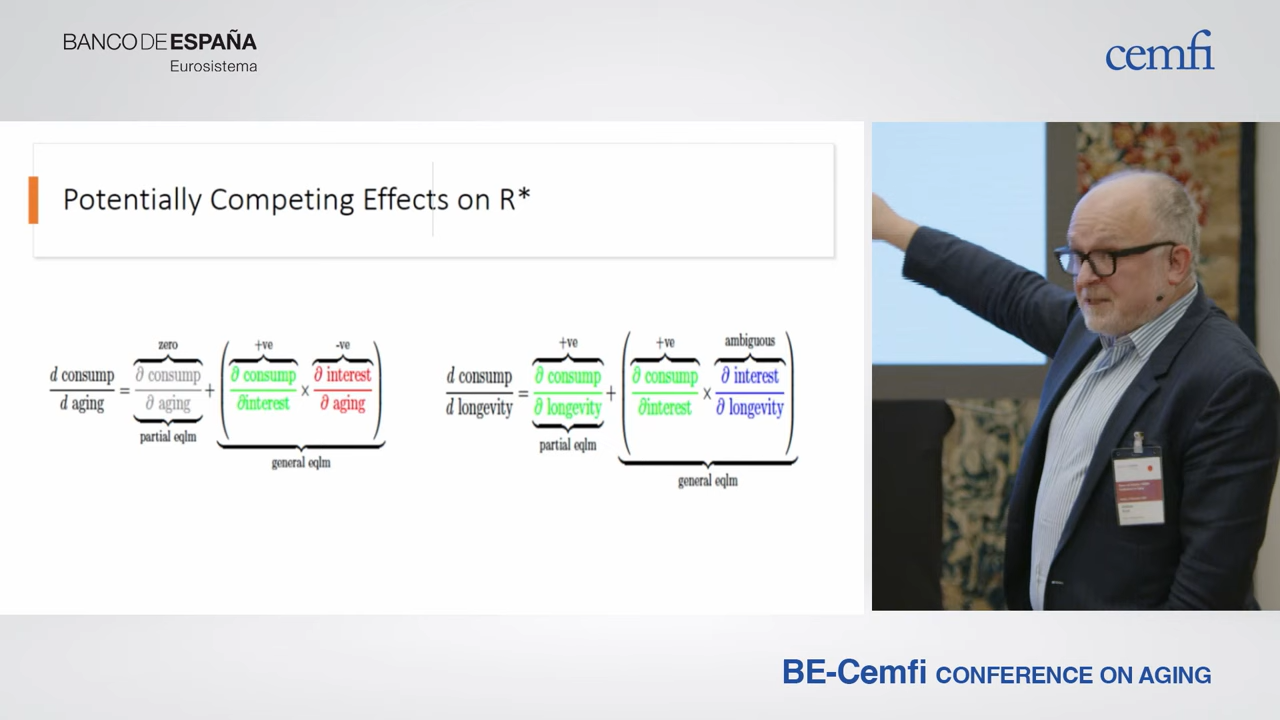 BANCO DE ESPAÑA
Eurosistema
cemfi
Potentially Competing Effects on R*
zero
+ve
-ve
d consump
d aging
=
∂ consump
∂ aging
+
∂ consump
∂interest
×
∂ interest
∂ aging
partial eqlm
general eqlm
+ve
+ve
ambiguous
d consump
d longevity
=
∂ consump
∂ longevity
+
∂ consump
∂interest
×
∂ interest
∂ longevity
partial eqlm
general eqlm
BE-Cemfi CONFERENCE ON AGING